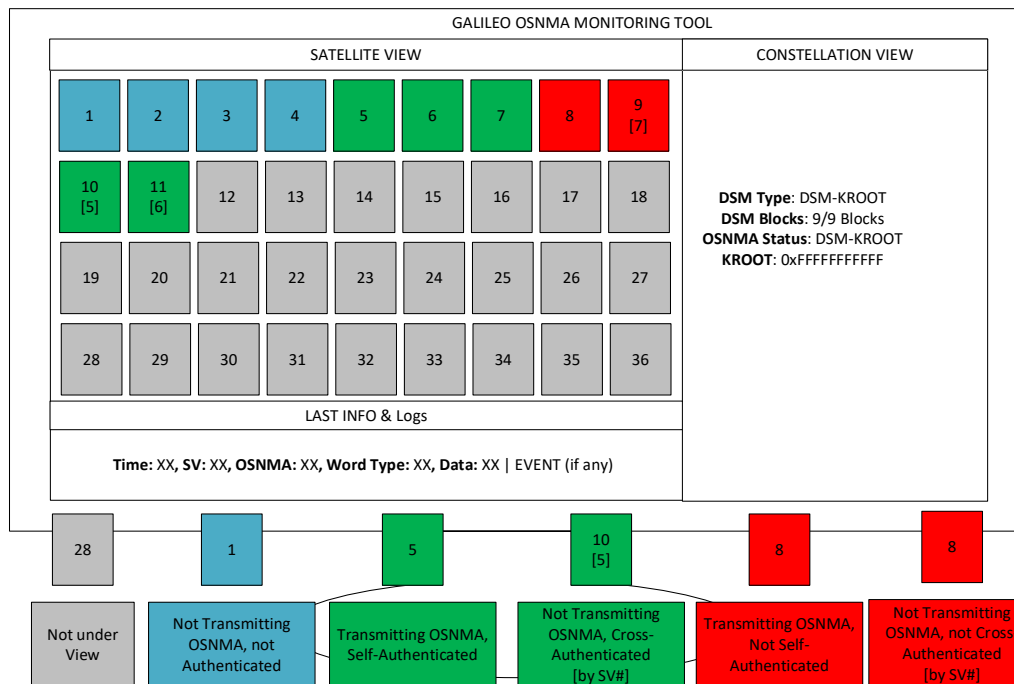 GALILEO OSNMA MONITORING TOOL
SATELLITE VIEW
CONSTELLATION VIEW
1 2 3 4 5 6 7 8 9
[7]
10 11 12 13 14 15 16 17 18
[5] [6]
19 20 21 22 23 24 25 26 27
28 29 30 31 32 33 34 35 36
DSM Type: DSM-KROOT
DSM Blocks: 9/9 Blocks
OSNMA Status: DSM-KROOT
KROOT: 0xFFFFFFFFFFF
LAST INFO & Logs
Time: XX, SV: XX, OSNMA: XX, Word Type: XX, Data: XX | EVENT (if any)
28
1
5
10
[5]
8
8
Not under
View
Not Transmitting
OSNMA, not
Authenticated
Transmitting OSNMA,
Self-Authenticated
Not Transmitting
OSNMA, Cross-
Authenticated
[by SV#]
Transmitting OSNMA,
Not Self-
Authenticated
Not Transmitting
OSNMA, not Cross-
Authenticated
[by SV#]